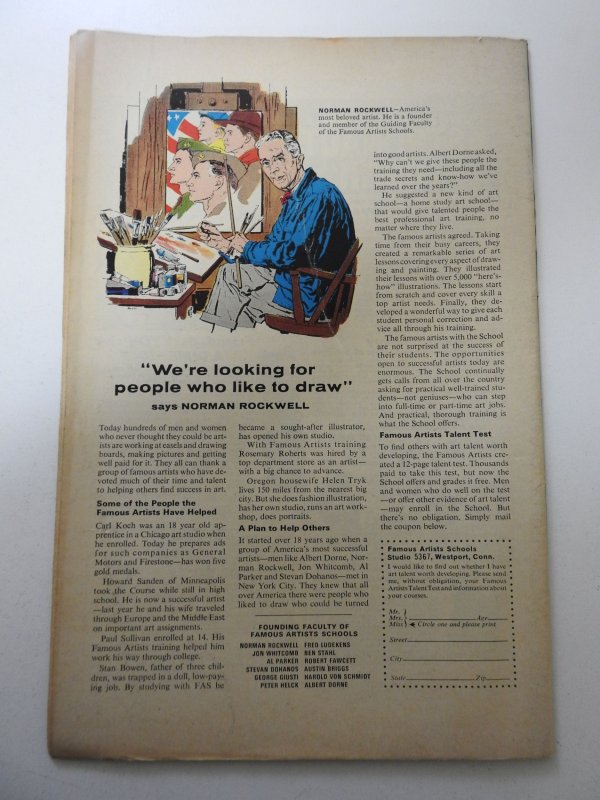 NORMAN ROCKWELL—America's
most beloved artist. He is a founder
and member of the Guiding Faculty
of the Famous Artists Schools.
"We're looking for
people who like to draw"
says NORMAN ROCKWELL
Today hundreds of men and women
who never thought they could be art-
ists are working at easels and drawing
boards, making pictures and getting
well paid for it. They all can thank a
group of famous artists who have de-
voted much of their time and talent
to helping others find success in art.
Some of the People the
Famous Artists Have Helped
Carl Koch was an 18 year old ap-
prentice in a Chicago art studio when
he enrolled. Today he prepares ads
for such companies as General
Motors and Firestone—has won five
gold medals.
Howard Sanden of Minneapolis
took the Course while still in high
school. He is now a successful artist
—last year he and his wife traveled
through Europe and the Middle East
on important art assignments.
Paul Sullivan enrolled at 14. His
Famous Artists training helped him
work his way through college.
Stan Bowen, father of three chil-
dren, was trapped in a dull, low-pay-
ing job. By studying with FAS he
became a sought-after illustrator,
has opened his own studio.
With Famous Artists training
Rosemary Roberts was hired by a
top department store as an artist—
with a big chance to advance.
Oregon housewife Helen Tryk
lives 150 miles from the nearest big
city. But she does fashion illustration,
has her own studio, runs an art work-
shop, does portraits.
A Plan to Help Others
It started over 18 years ago when a
group of America's most successful
artists—men like Albert Dorne, Nor-
man Rockwell, Jon Whitcomb, Al
Parker and Stevan Dohanos—met in
New York City. They knew that all
over America there were people who
liked to draw who could be turned
FOUNDING FACULTY OF
FAMOUS ARTISTS SCHOOLS
NORMAN ROCKWELL FRED LUDEKENS
JON WHITCOMB BEN STAHL
AL PARKER ROBERT FAWCETT
STEVAN DOHANOS AUSTIN BRIGGS
GEORGE GIUSTI HAROLD VON SCHMIDT
PETER HELCK ALBERT DORNE
into good artists. Albert Dorne asked,
"Why can't we give these people the
training they need—including all the
trade secrets and know-how we've
learned over the years?"
He suggested a new kind of art
school—a home study art school—
that would give talented people the
best professional art training, no
matter where they live.
The famous artists agreed. Taking
time from their busy careers, they
created a remarkable series of art
lessons covering every aspect of draw-
ing and painting. They illustrated
their lessons with over 5,000 "here's-
how" illustrations. The lessons start
from scratch and cover every skill a
top artist needs. Finally, they de-
veloped a wonderful way to give each
student personal correction and ad-
vice all through his training.
The famous artists with the School
are not surprised at the success of
their students. The opportunities
open to successful artists today are
enormous. The School continually
gets calls from all over the country
asking for practical well-trained stu-
dents—not geniuses—who can step
into full-time or part-time art jobs.
And practical, thorough training is
what the School offers.
Famous Artists Talent Test
To find others with art talent worth
developing, the Famous Artists cre-
ated a 12-page talent test. Thousands
paid to take this test, but now the
School offers and grades it free. Men
and women who do well on the test
—or offer other evidence of art talent
—may enroll in the School. But
there's no obligation. Simply mail
the coupon below.
Famous Artists Schools
Studio 5367, Westport, Conn.
I would like to find out whether I have
art talent worth developing. Please send
me, without obligation, your Famous
Artists Talent Test and information about
your courses.
Mr.
Mrs. Age
Miss Circle one and please print
Street
City
State Zip